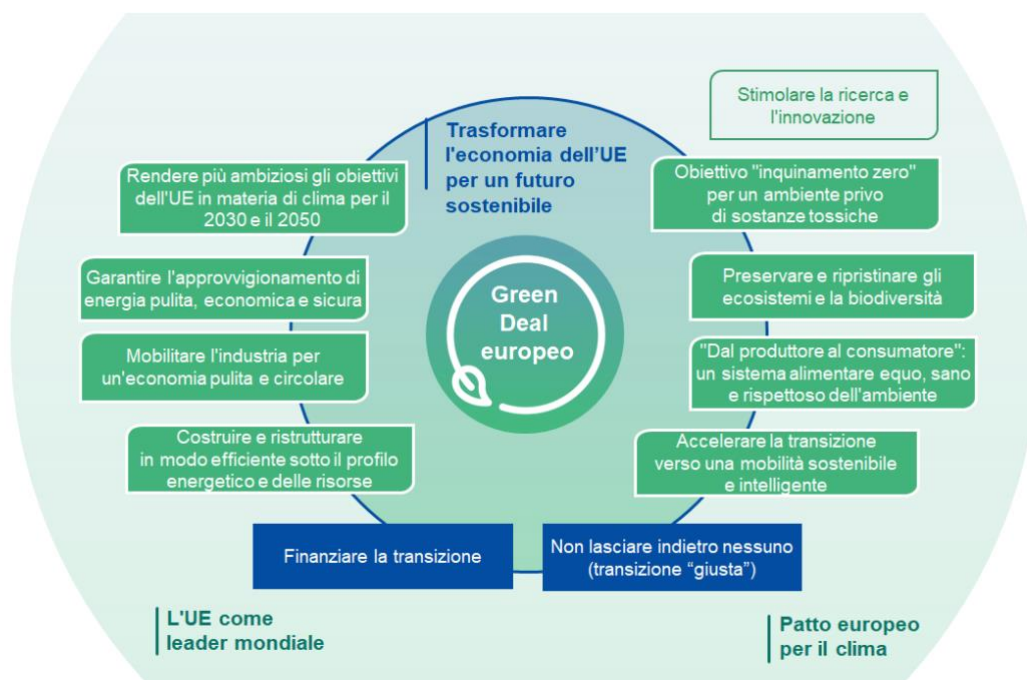 Stimolare la ricerca e
l'innovazione
Trasformare
l'economia dell'UE
per un futuro
sostenibile
Rendere più ambiziosi gli obiettivi
dell'UE in materia di clima per il
2030 e il 2050
Obiettivo "inquinamento zero"
per un ambiente privo
di sostanze tossiche
Garantire l'approvvigionamento di
energia pulita, economica e sicura
Preservare e ripristinare gli
ecosistemi e la biodiversità
Green
Deal
europeo
Mobilitare l'industria per
un'economia pulita e circolare
"Dal produttore al consumatore":
un sistema alimentare equo, sano
e rispettoso dell'ambiente
Costruire e ristrutturare
in modo efficiente sotto il profilo
energetico e delle risorse
Accelerare la transizione
verso una mobilità sostenibile
e intelligente
Finanziare la transizione
Non lasciare indietro nessuno
(transizione “giusta”)
L'UE come
leader mondiale
Patto europeo
per il clima